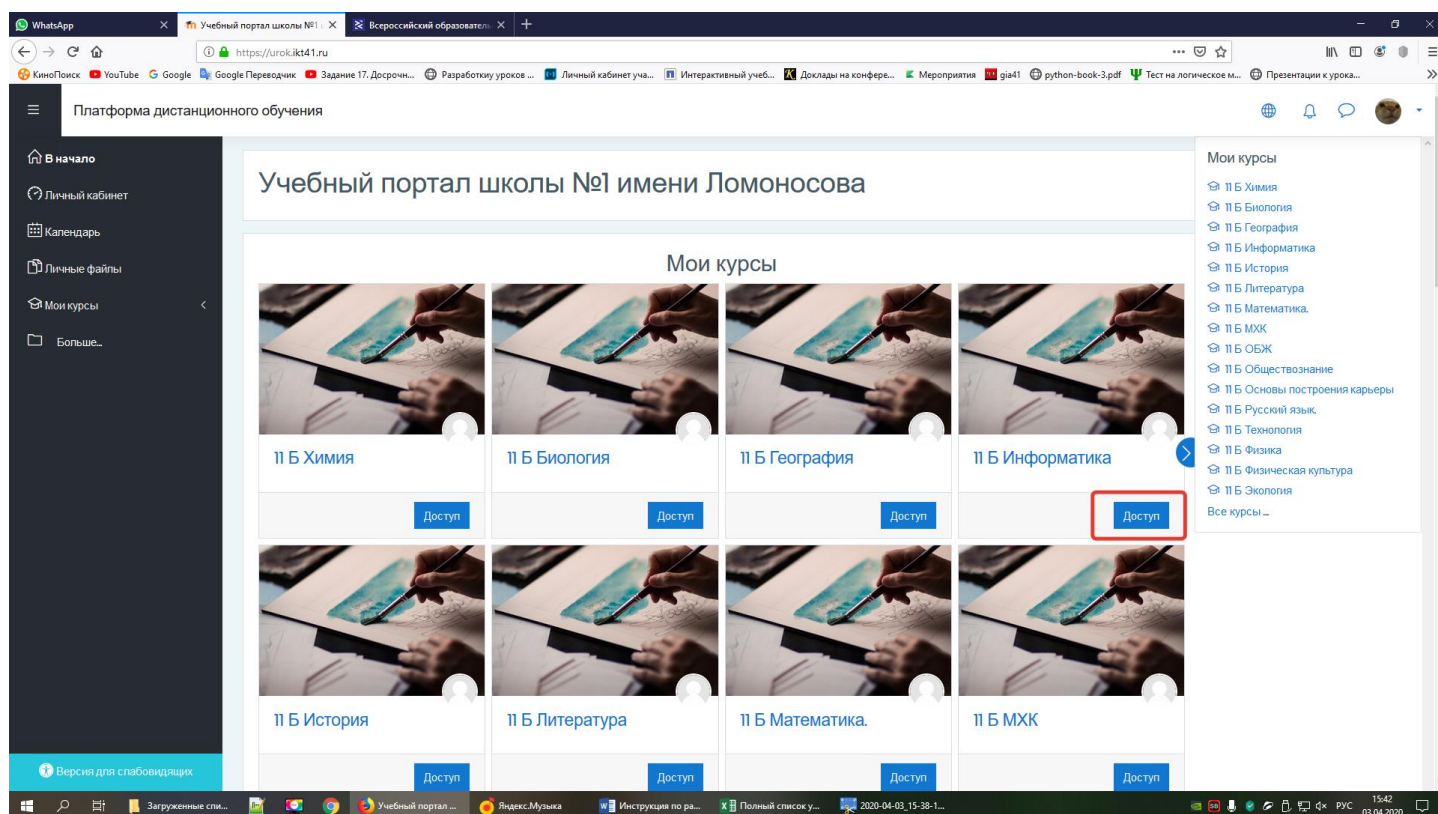 WhatsApp
Учебный портал школы №1
Всероссийский образователь
https://urok.ikt41.ru
КиноПоиск YouTube Google Google Переводчик Задание 17. Досрочн... Разработкиу уроков ... Личный кабинет уча... Интерактивный учеб... Доклады на конфере... Мероприятия gia41 python-book-3.pdf Тест на логическое м... Презентации к урока...
Платформа дистанционного обучения
В начало
Личный кабинет
Календарь
Личные файлы
Мои курсы
Больше...
Версия для слабовидящих
Учебный портал школы №1 имени Ломоносова
Мои курсы
11 Б Химия
11 Б Биология
11 Б География
11 Б Информатика
Доступ
Доступ
Доступ
Доступ
11 Б История
11 Б Литература
11 Б Математика.
11 Б МХК
Доступ
Доступ
Доступ
Доступ
Мои курсы
11 Б Химия
11 Б Биология
11 Б География
11 Б Информатика
11 Б История
11 Б Литература
11 Б Математика.
11 Б МХК
11 Б ОБЖ
11 Б Обществознание
11 Б Основы построения карьеры
11 Б Русский язык.
11 Б Технология
11 Б Физика
11 Б Физическая культура
11 Б Экология
Все курсы ...
Загруженные спи...
Учебный портал ...
Яндекс.Музыка
Инструкция по ра...
Полный список у...
2020-04-03_15-38-1...
РУС
15:42
03.04.2020